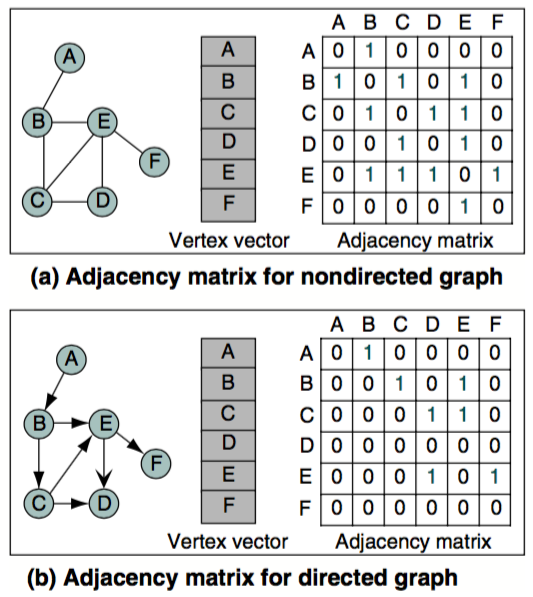 A B C D E F
A
B
E
F
C
D
A
B
C
D
E
F
A 0 1 0 0 0 0
B 1 0 1 0 1 0
C 0 1 0 1 1 0
D 0 0 1 0 1 0
E 0 1 1 1 0 1
F 0 0 0 0 1 0
Vertex vector
Adjacency matrix
(a) Adjacency matrix for nondirected graph
A B C D E F
A
B
E
F
C
D
A
B
C
D
E
F
A 0 1 0 0 0 0
B 0 0 1 0 1 0
C 0 0 0 1 1 0
D 0 0 0 0 0 0
E 0 0 0 1 0 1
F 0 0 0 0 0 0
Vertex vector
Adjacency matrix
(b) Adjacency matrix for directed graph